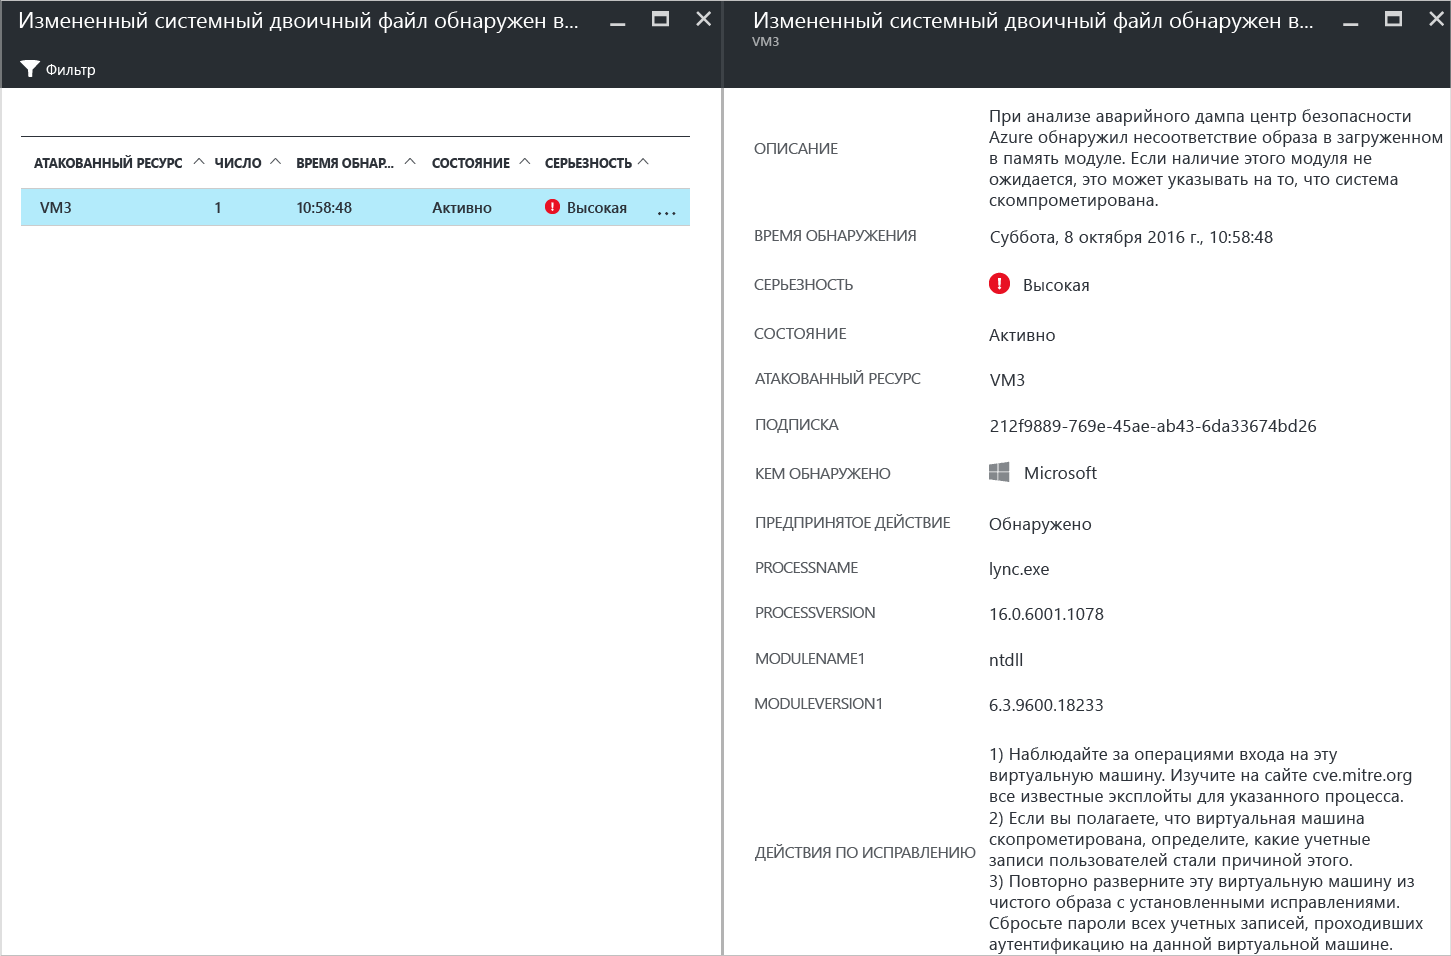 Измененный системный двоичный файл обнаружен в...
Фильтр
АТАКОВАННЫЙ РЕСУРС ЧИСЛО ВРЕМЯ ОБНАР... СОСТОЯНИЕ СЕРЬЕЗНОСТЬ
VM3 1 10:58:48 Активно Высокая ...
Измененный системный двоичный файл обнаружен в...
VM3
ОПИСАНИЕ
При анализе аварийного дампа центр безопасности
Azure обнаружил несоответствие образа в загруженном
в память модуле. Если наличие этого модуля не
ожидается, это может указывать на то, что система
скомпрометирована.
ВРЕМЯ ОБНАРУЖЕНИЯ Суббота, 8 октября 2016 г., 10:58:48
СЕРЬЕЗНОСТЬ Высокая
СОСТОЯНИЕ Активно
АТАКОВАННЫЙ РЕСУРС VM3
ПОДПИСКА 212f9889-769e-45ae-ab43-6da33674bd26
КЕМ ОБНАРУЖЕНО Microsoft
ПРЕДПРИНЯТОЕ ДЕЙСТВИЕ Обнаружено
PROCESSNAME lync.exe
PROCESSVERSION 16.0.6001.1078
MODULENAME1 ntdll
MODULEVERSION1 6.3.9600.18233
ДЕЙСТВИЯ ПО ИСПРАВЛЕНИЮ
1) Наблюдайте за операциями входа на эту
виртуальную машину. Изучите на сайте cve.mitre.org
все известные эксплойты для указанного процесса.
2) Если вы полагаете, что виртуальная машина
скопрометирована, определите, какие учетные
записи пользователей стали причиной этого.
3) Повторно разверните эту виртуальную машину из
чистого образа с установленными исправлениями.
Сбросьте пароли всех учетных записей, проходивших
аутентификацию на данной виртуальной машине.